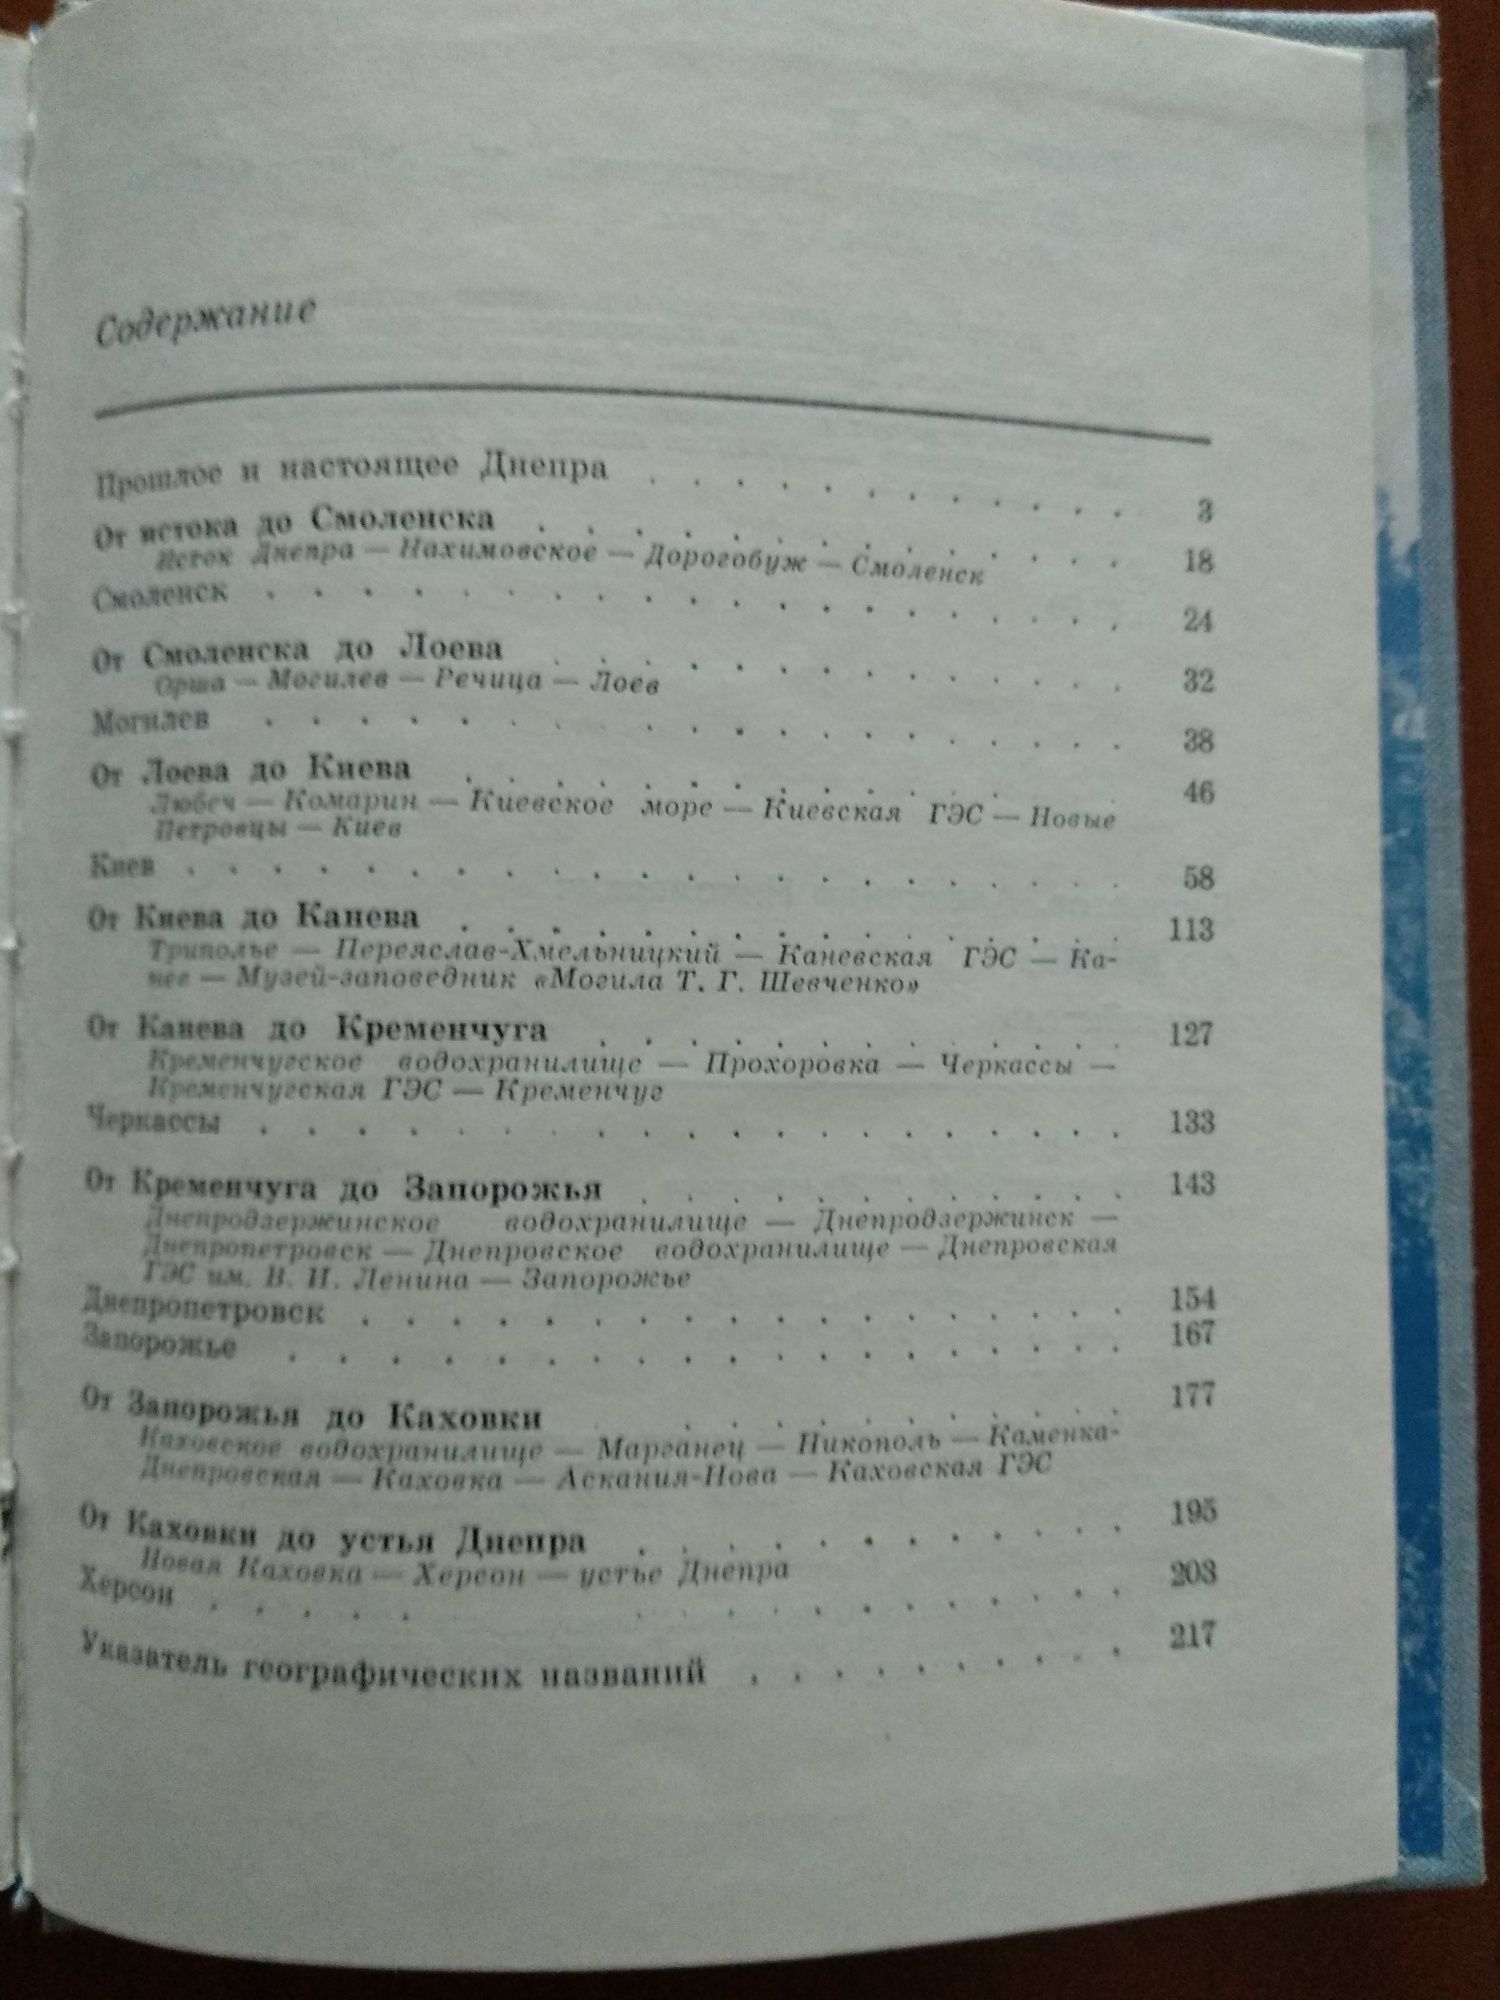 Содержание
Прошлое и настоящее Днепра . . . . . . . . . . . 3
От истока до Смоленска . . . . . . . . . . . . . . 18
Исток Днепра — Нахимовское — Дорогобуж — Смоленск
Смоленск . . . . . . . . . . . . . . . . . . . 24
От Смоленска до Лоева . . . . . . . . . . . . . 32
Орша — Могилев — Речица — Лоев
Могилев . . . . . . . . . . . . . . . . . . . 38
От Лоева до Киева . . . . . . . . . . . . . . . 46
Любеч — Комарин — Киевское море — Киевская ГЭС — Новые
Петровцы — Киев
Киев . . . . . . . . . . . . . . . . . . . . . 58
От Киева до Канева . . . . . . . . . . . . . . . 113
Триполье — Переяслав-Хмельницкий — Каневская ГЭС — Ка-
нев — Музей-заповедник «Могила Т. Г. Шевченко»
От Канева до Кременчуга . . . . . . . . . . . . 127
Кременчугское водохранилище — Прохоровка — Черкассы —
Кременчугская ГЭС — Кременчуг
Черкассы . . . . . . . . . . . . . . . . . . . 133
От Кременчуга до Запорожья . . . . . . . . . . . 143
Днепродзержинское водохранилище — Днепродзержинск —
Днепропетровск — Днепровское водохранилище — Днепровская
ГЭС им. В. И. Ленина — Запорожье
Днепропетровск . . . . . . . . . . . . . . . . . 154
Запорожье . . . . . . . . . . . . . . . . . . . 167
От Запорожья до Каховки . . . . . . . . . . . . 177
Каховское водохранилище — Марганец — Никополь — Каменка-
Днепровская — Каховка — Аскания-Нова — Каховская ГЭС
От Каховки до устья Днепра . . . . . . . . . . . 195
Новая Каховка — Херсон — устье Днепра
Херсон . . . . . . . . . . . . . . . . . 203
Указатель географических названий . . . . . . . . . 217